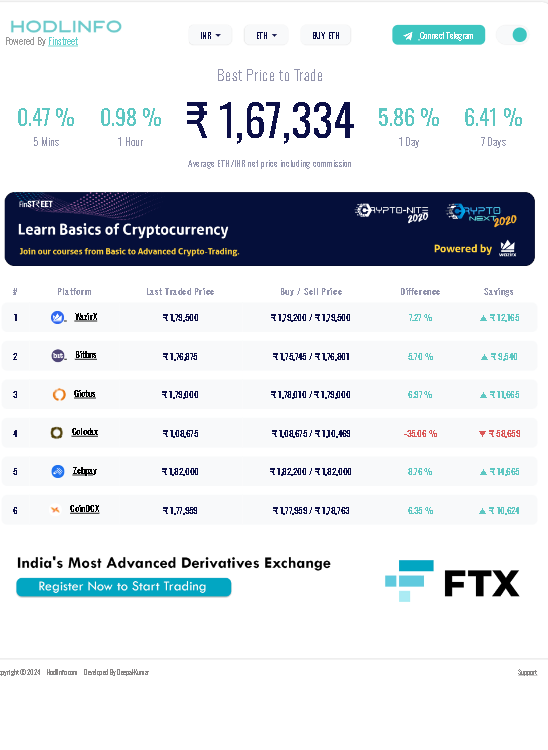 HODLINFO
Powered By Finstreet
INR
ETH
BUY ETH
Connect Telegram
Best Price to Trade
0.47 %
5 Mins
0.98 %
1 Hour
₹ 1,67,334
5.86 %
1 Day
6.41 %
7 Days
Average ETH/INR net price including commission
FinSTREET
Learn Basics of Cryptocurrency
Join our courses from Basic to Advanced Crypto-Trading.
CRYPTO-NITE 2020
CRYPTO NEXT 2020
Powered by WAZIRX
# Platform Last Traded Price Buy / Sell Price Difference Savings
1 WazirX ₹ 1,79,500 ₹ 1,79,200 / ₹ 1,79,500 7.27 % ▲ ₹ 12,165
2 Bitbns ₹ 1,76,875 ₹ 1,75,745 / ₹ 1,76,801 5.70 % ▲ ₹ 9,540
3 Giottus ₹ 1,79,000 ₹ 1,78,010 / ₹ 1,79,000 6.97 % ▲ ₹ 11,665
4 Colodax ₹ 1,08,675 ₹ 1,08,675 / ₹ 1,10,469 -35.06 % ▼ ₹ 58,659
5 Zebpay ₹ 1,82,000 ₹ 1,82,200 / ₹ 1,82,000 8.76 % ▲ ₹ 14,665
6 CoinDCX ₹ 1,77,959 ₹ 1,77,959 / ₹ 1,78,763 6.35 % ▲ ₹ 10,624
India's Most Advanced Derivatives Exchange
Register Now to Start Trading
FTX
opyright © 2024 HodlInfo.com Developed By DeepakKumar
Support